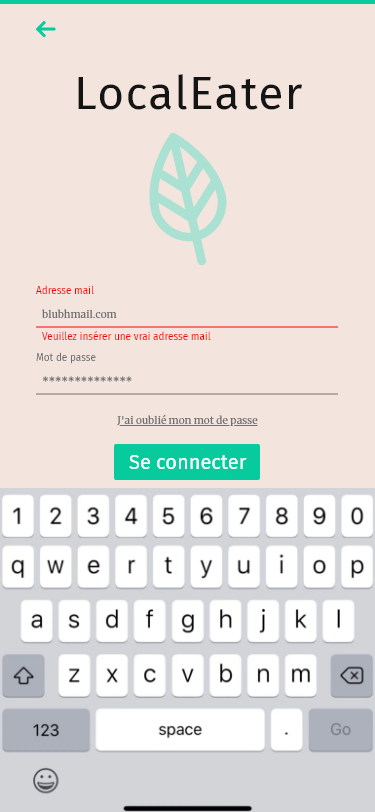 LocalEater
Adresse mail
blubhmail.com
Veuillez insérer une vrai adresse mail
Mot de passe
**************
J'ai oublié mon mot de passe
Se connecter
1 2 3 4 5 6 7 8 9 0
q w e r t y u i o p
a s d f g h j k l
z x c v b n m
123 space . Go